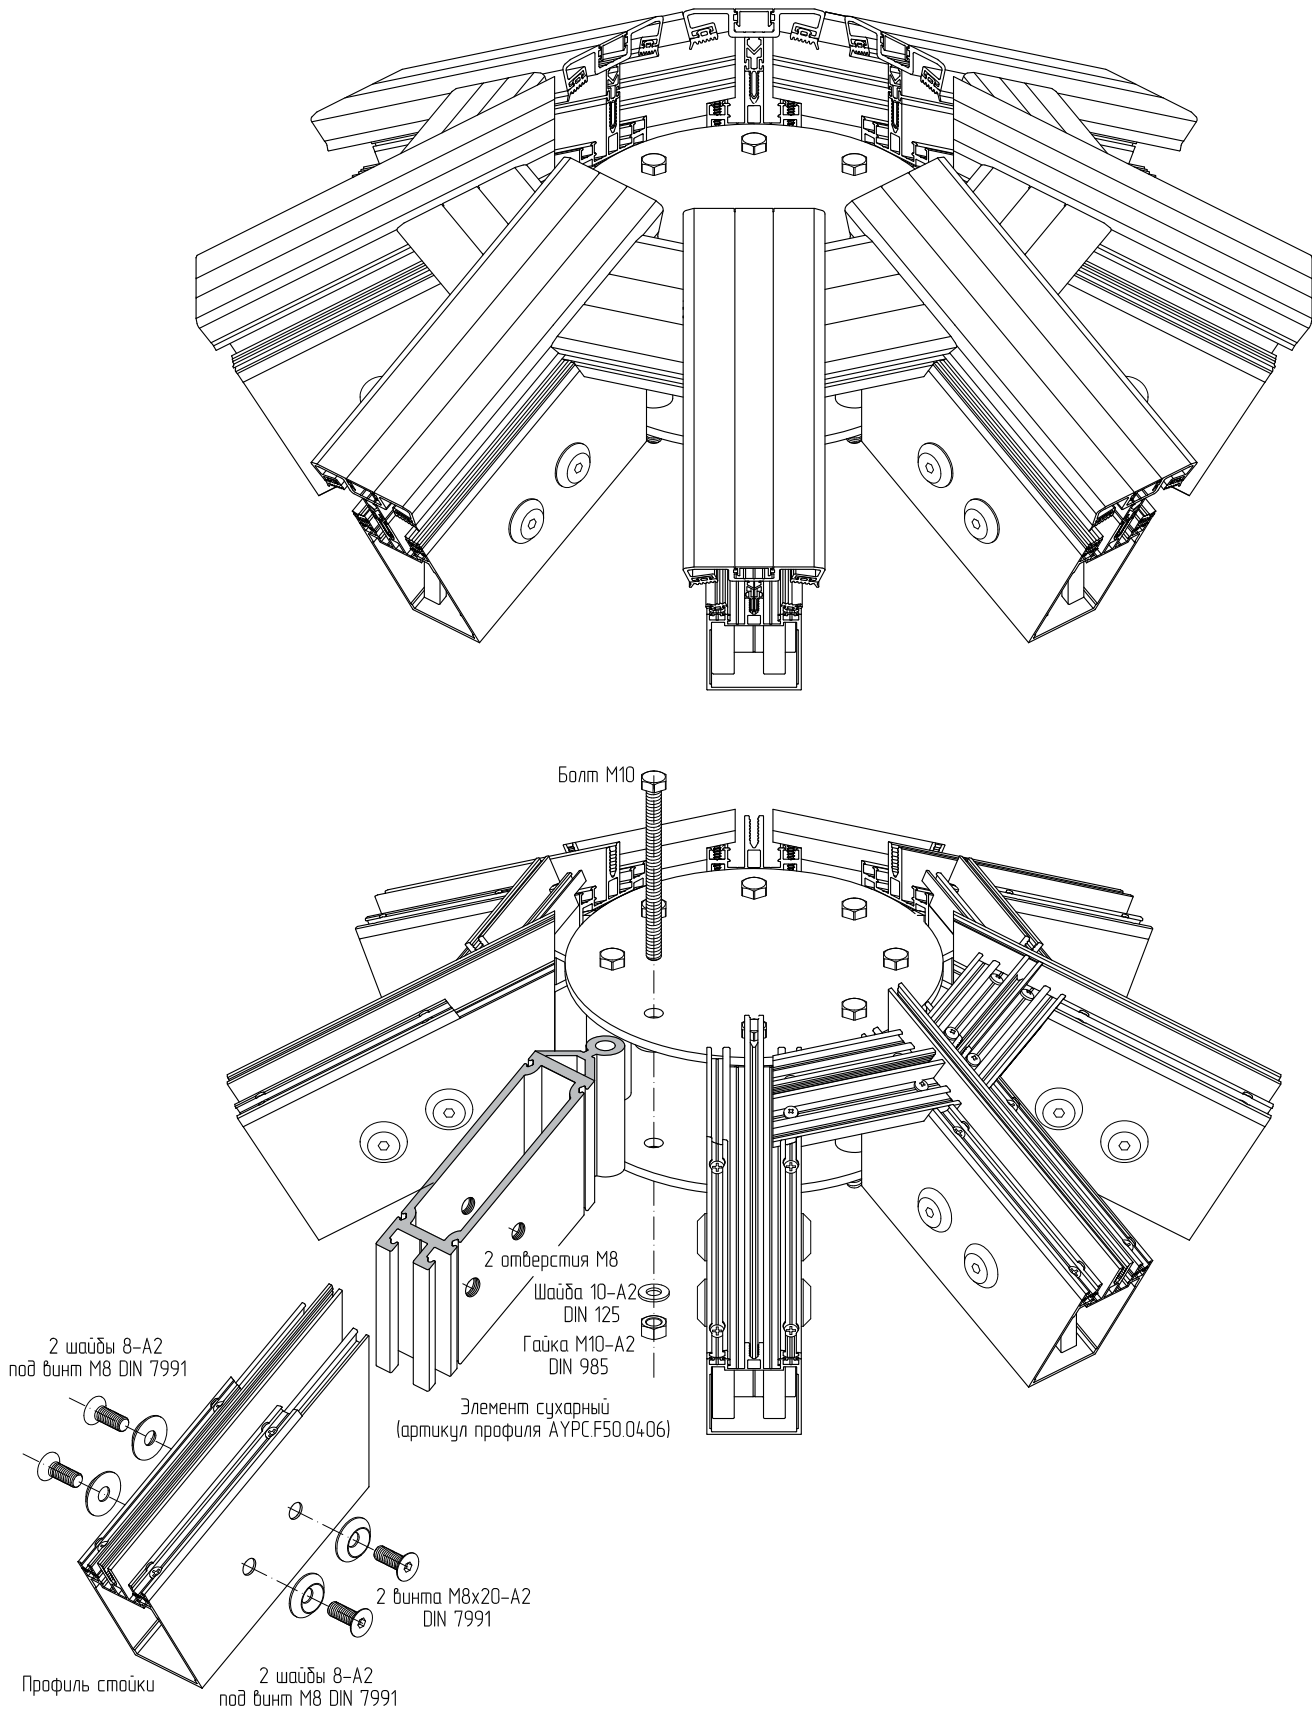 Болт М10
2 отверстия М8
Шайба 10-А2
DIN 125
Гайка М10-А2
DIN 985
Элемент сухарный
(артикул профиля AYPC.F50.0406)
2 шайбы 8-А2
под винт М8 DIN 7991
2 винта М8х20-А2
DIN 7991
2 шайбы 8-А2
под винт М8 DIN 7991
Профиль стойки